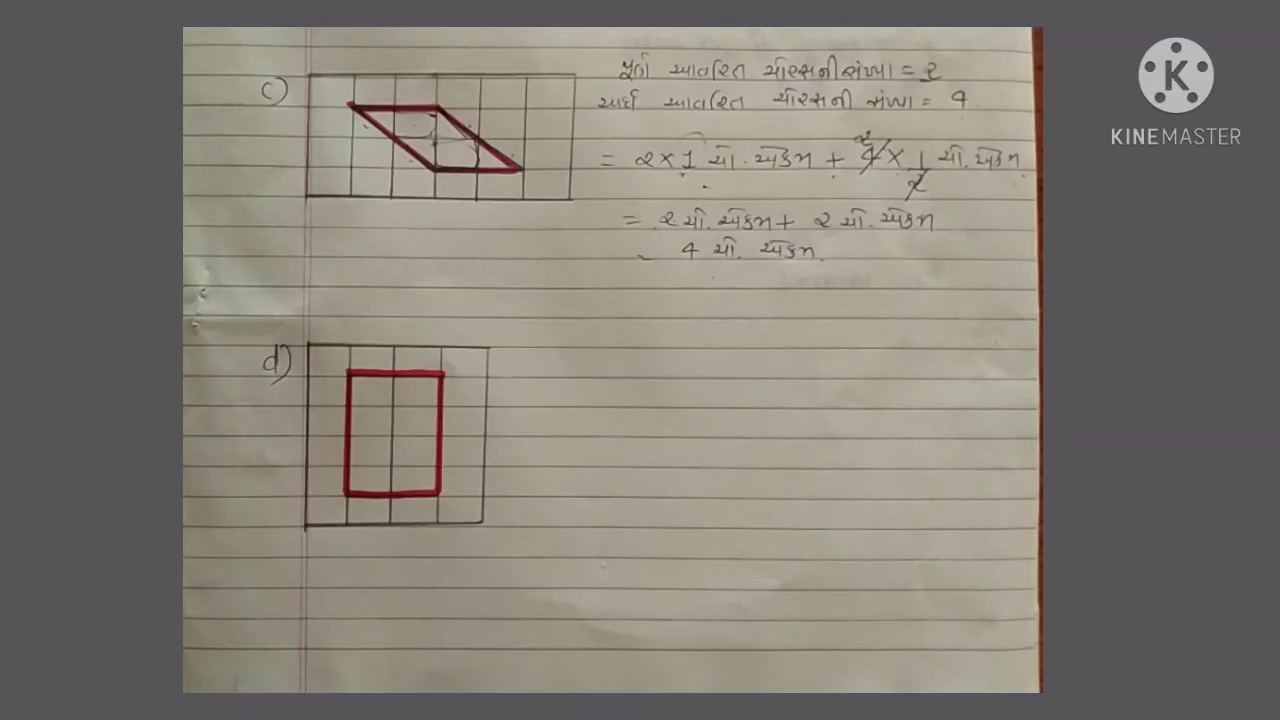 c)
પૂર્ણ આવરિત ચોરસની સંખ્યા = ૨
અર્ધ આવરિત ચોરસની સંખ્યા = 4
= ૨ × 1 ચો. એકમ + 4 × 1/2 ચો. એકમ
૨
= ૨ ચો. એકમ + ૨ ચો. એકમ
4 ચો. એકમ.
d)
K
KINEMASTER